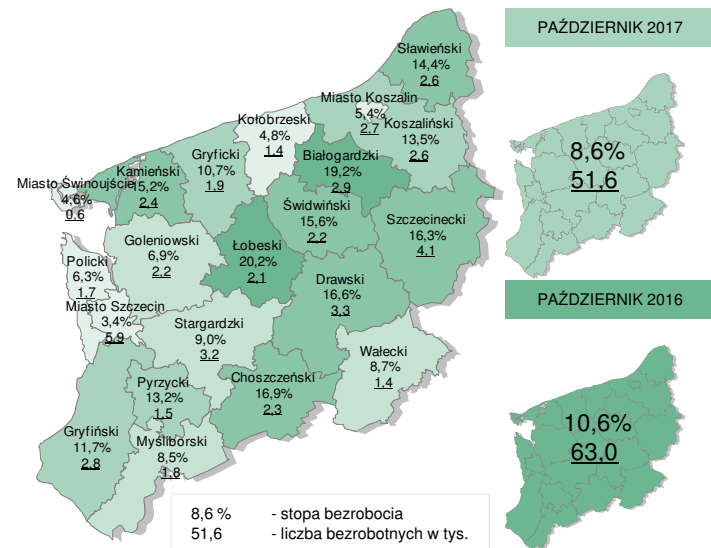 PAŹDZIERNIK 2017
8,6%
51,6
PAŹDZIERNIK 2016
10,6%
63,0
Sławieński
14,4%
2,6
Miasto Koszalin
5,4%
2,7
Koszaliński
13,5%
2,6
Kołobrzeski
4,8%
1,4
Białogardzki
19,2%
2,9
Gryficki
10,7%
1,9
Kamieński
15,2%
2,4
Miasto Świnoujście
4,6%
0,6
Świdwiński
15,6%
2,2
Szczecinecki
16,3%
4,1
Goleniowski
6,9%
2,2
Łobeski
20,2%
2,1
Policki
6,3%
1,7
Drawski
16,6%
3,3
Miasto Szczecin
3,4%
5,9
Stargardzki
9,0%
3,2
Wałecki
8,7%
1,4
Choszczeński
16,9%
2,3
Pyrzycki
13,2%
1,5
Gryfiński
11,7%
2,8
Myśliborski
8,5%
1,8
8,6 % - stopa bezrobocia
51,6 - liczba bezrobotnych w tys.